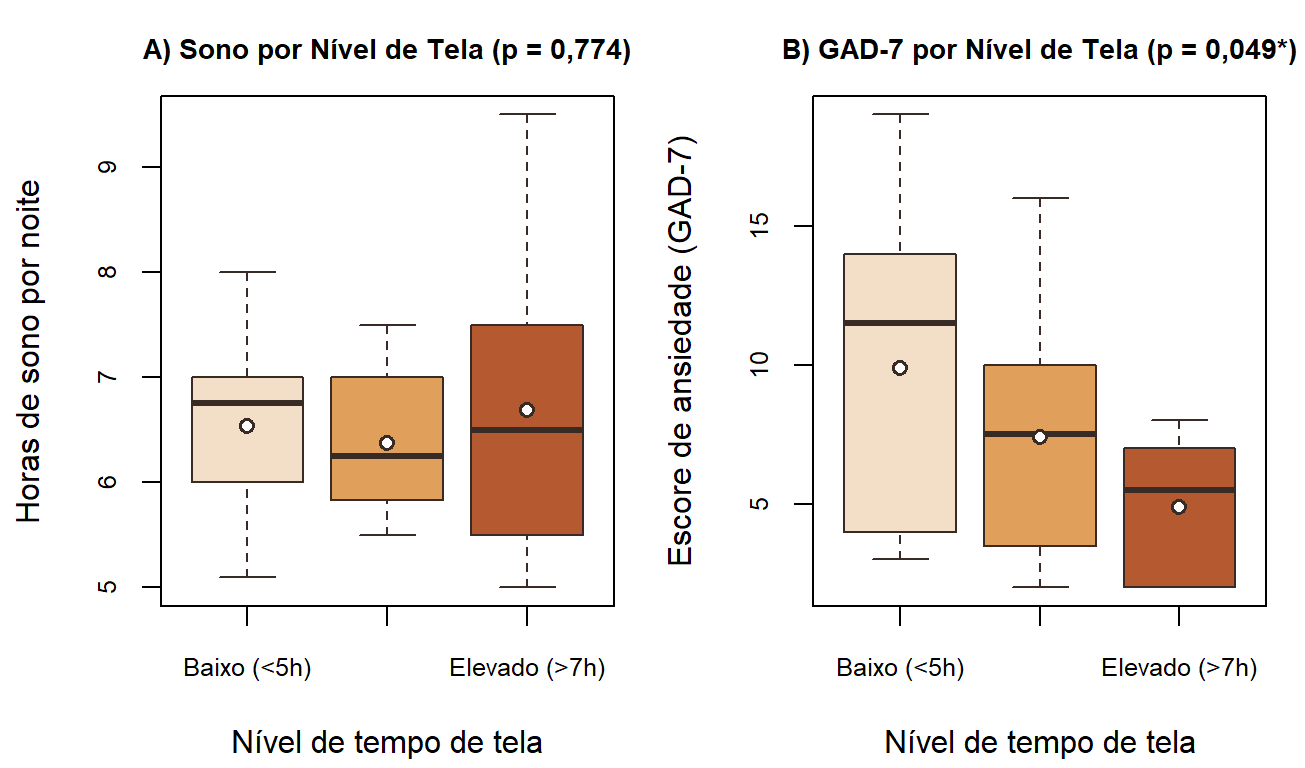 A) Sono por Nível de Tela (p = 0,774)
Horas de sono por noite
9
8
7
6
5
Baixo (<5h)
Elevado (>7h)
Nível de tempo de tela
B) GAD-7 por Nível de Tela (p = 0,049*)
Escore de ansiedade (GAD-7)
15
10
5
Baixo (<5h)
Elevado (>7h)
Nível de tempo de tela